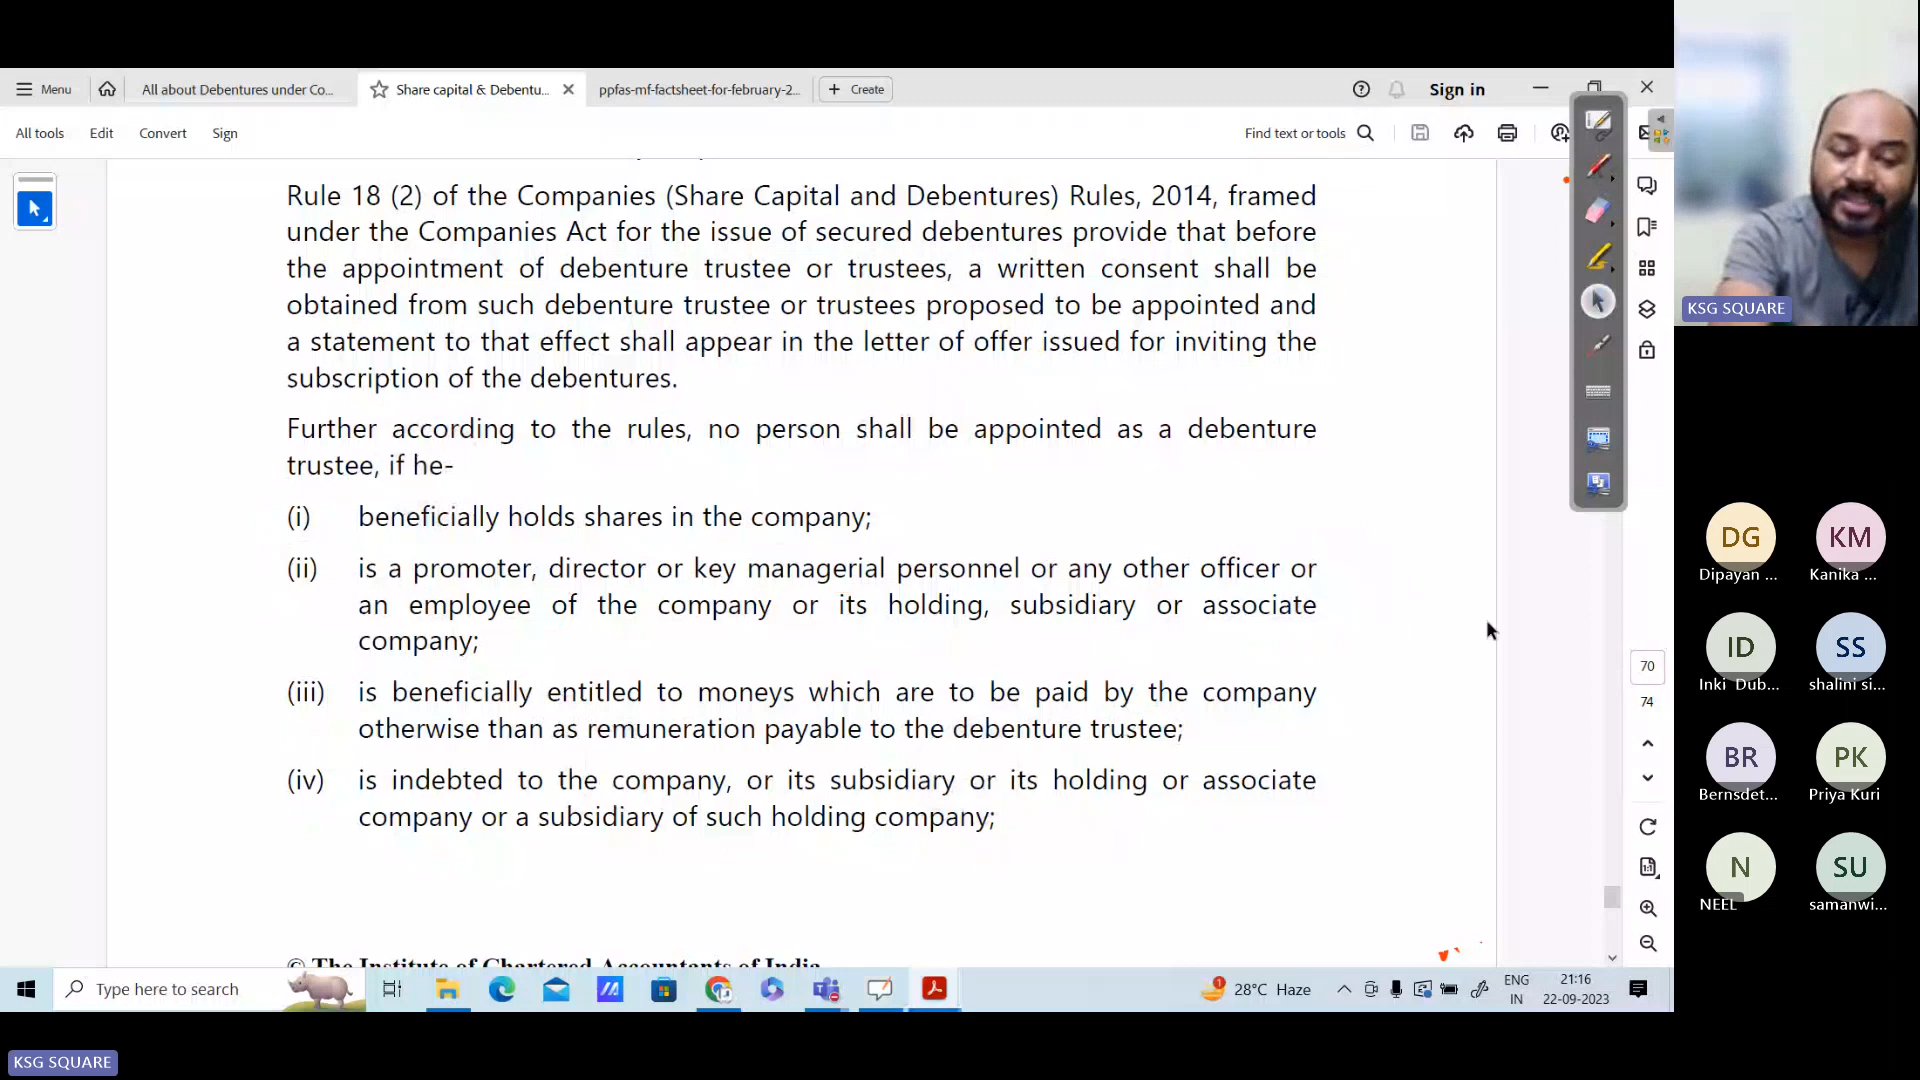 Menu
All about Debentures under Co...
Share capital & Debentu...
ppfas-mf-factsheet-for-february-2...
Create
Sign in
All tools
Edit
Convert
Sign
Find text or tools
Rule 18 (2) of the Companies (Share Capital and Debentures) Rules, 2014, framed
under the Companies Act for the issue of secured debentures provide that before
the appointment of debenture trustee or trustees, a written consent shall be
obtained from such debenture trustee or trustees proposed to be appointed and
a statement to that effect shall appear in the letter of offer issued for inviting the
subscription of the debentures.
Further according to the rules, no person shall be appointed as a debenture
trustee, if he-
(i) beneficially holds shares in the company;
(ii) is a promoter, director or key managerial personnel or any other officer or
an employee of the company or its holding, subsidiary or associate
company;
(iii) is beneficially entitled to moneys which are to be paid by the company
otherwise than as remuneration payable to the debenture trustee;
(iv) is indebted to the company, or its subsidiary or its holding or associate
company or a subsidiary of such holding company;
© The Institute of Chartered Accountants of India
70
74
KSG SQUARE
DG
Dipayan ...
KM
Kanika ...
ID
Inki Dub...
SS
shalini si...
BR
Bernsdet...
PK
Priya Kuri
N
NEEL
SU
samanwi...
Type here to search
1
28°C Haze
ENG
IN
21:16
22-09-2023
KSG SQUARE